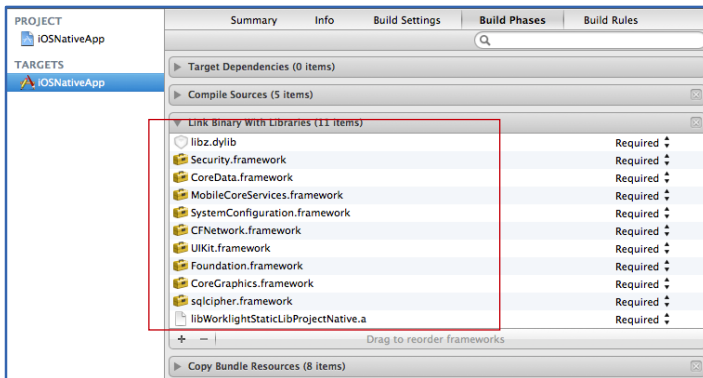 PROJECT
iOSNativeApp
TARGETS
iOSNativeApp
Summary Info Build Settings Build Phases Build Rules
Target Dependencies (0 items)
Compile Sources (5 items)
Link Binary With Libraries (11 items)
libz.dylib Required
Security.framework Required
CoreData.framework Required
MobileCoreServices.framework Required
SystemConfiguration.framework Required
CFNetwork.framework Required
UIKit.framework Required
Foundation.framework Required
CoreGraphics.framework Required
sqlcipher.framework Required
libWorklightStaticLibProjectNative.a Required
+ − Drag to reorder frameworks
Copy Bundle Resources (8 items)